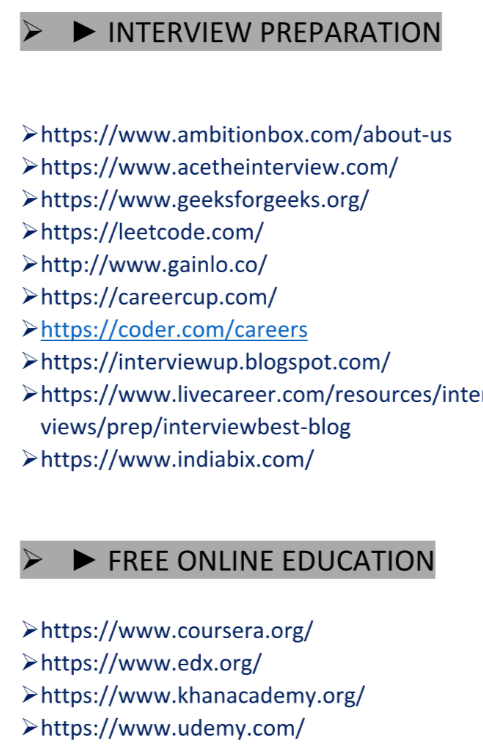 ➢ ► INTERVIEW PREPARATION
➢https://www.ambitionbox.com/about-us
➢https://www.acetheinterview.com/
➢https://www.geeksforgeeks.org/
➢https://leetcode.com/
➢http://www.gainlo.co/
➢https://careercup.com/
➢https://coder.com/careers
➢https://interviewup.blogspot.com/
➢https://www.livecareer.com/resources/inter
views/prep/interviewbest-blog
➢https://www.indiabix.com/
➢ ► FREE ONLINE EDUCATION
➢https://www.coursera.org/
➢https://www.edx.org/
➢https://www.khanacademy.org/
➢https://www.udemy.com/